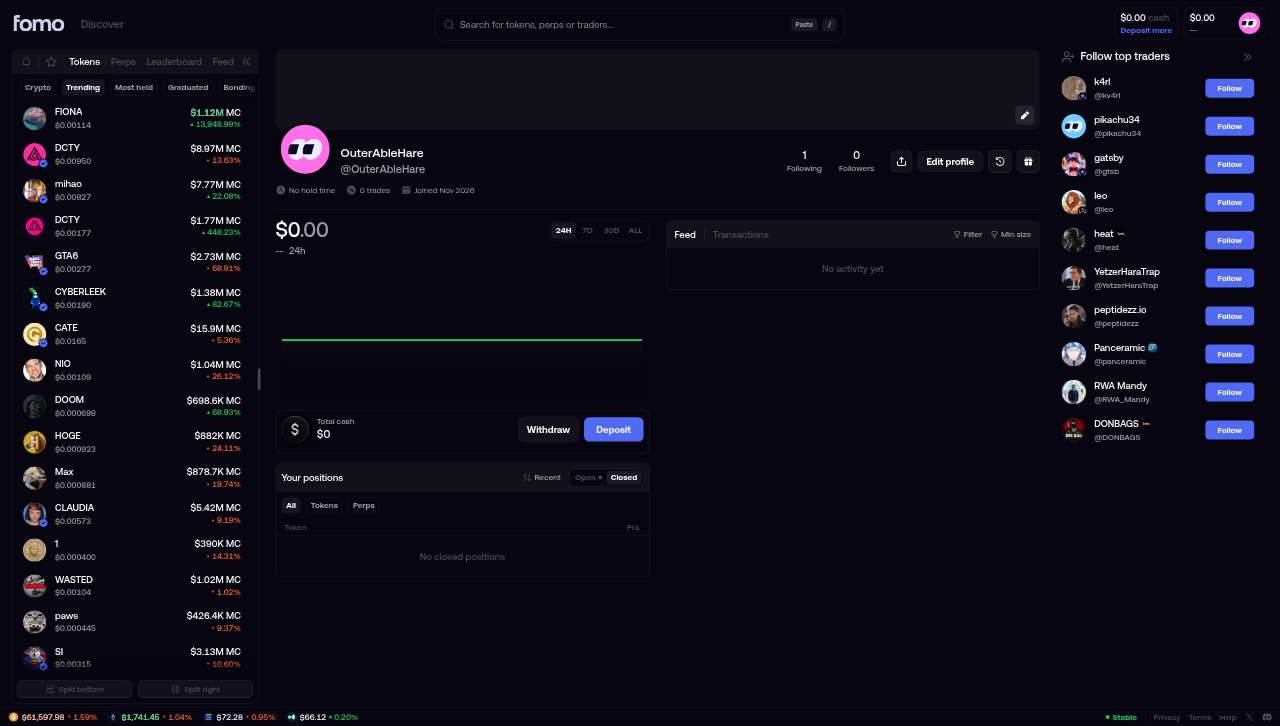 fomo
Discover
Search for tokens, perps or traders...
Paste
/
$0.00 cash
Deposit more
$0.00
—
Tokens Perps Leaderboard Feed
Crypto Trending Most held Graduated Bonding
FIONA $1.12M MC
$0.00114 13,948.99%
DCTY $8.97M MC
$0.00950 13.63%
mihao $7.77M MC
$0.00827 22.08%
DCTY $1.77M MC
$0.00177 448.23%
GTA6 $2.73M MC
$0.00277 68.91%
CYBERLEEK $1.38M MC
$0.00190 82.67%
CATE $15.9M MC
$0.0165 5.36%
NIO $1.04M MC
$0.00109 26.12%
DOOM $698.6K MC
$0.000699 68.93%
HOGE $882K MC
$0.000923 24.11%
Max $878.7K MC
$0.000881 19.74%
CLAUDIA $5.42M MC
$0.00573 9.19%
1 $390K MC
$0.000400 14.31%
WASTED $1.02M MC
$0.00104 1.02%
paws $426.4K MC
$0.000445 9.37%
SI $3.13M MC
$0.00315 10.60%
Split bottom Split right
OuterAbleHare
@OuterAbleHare
No hold time 0 trades Joined Nov 2026
1 Following
0 Followers
Edit profile
$0.00
-- 24h
24H 7D 30D ALL
Total cash
$0
Withdraw Deposit
Your positions
Recent Open Closed
All Tokens Perps
Token PnL
No closed positions
Feed Transactions
Filter Min size
No activity yet
Follow top traders
k4rl
@kv4rl
Follow
pikachu34
@pikachu34
Follow
gatsby
@gtsb
Follow
leo
@leo
Follow
heat
@heat
Follow
YetzerHaraTrap
@YetzerHaraTrap
Follow
peptidezz.io
@peptidezz
Follow
Panceramic
@panceramic
Follow
RWA Mandy
@RWA_Mandy
Follow
DONBAGS
@DONBAGS
Follow
$61,597.98 1.59% $1,741.45 1.04% $72.28 0.95% $66.12 0.20%
Stable Privacy Terms Help